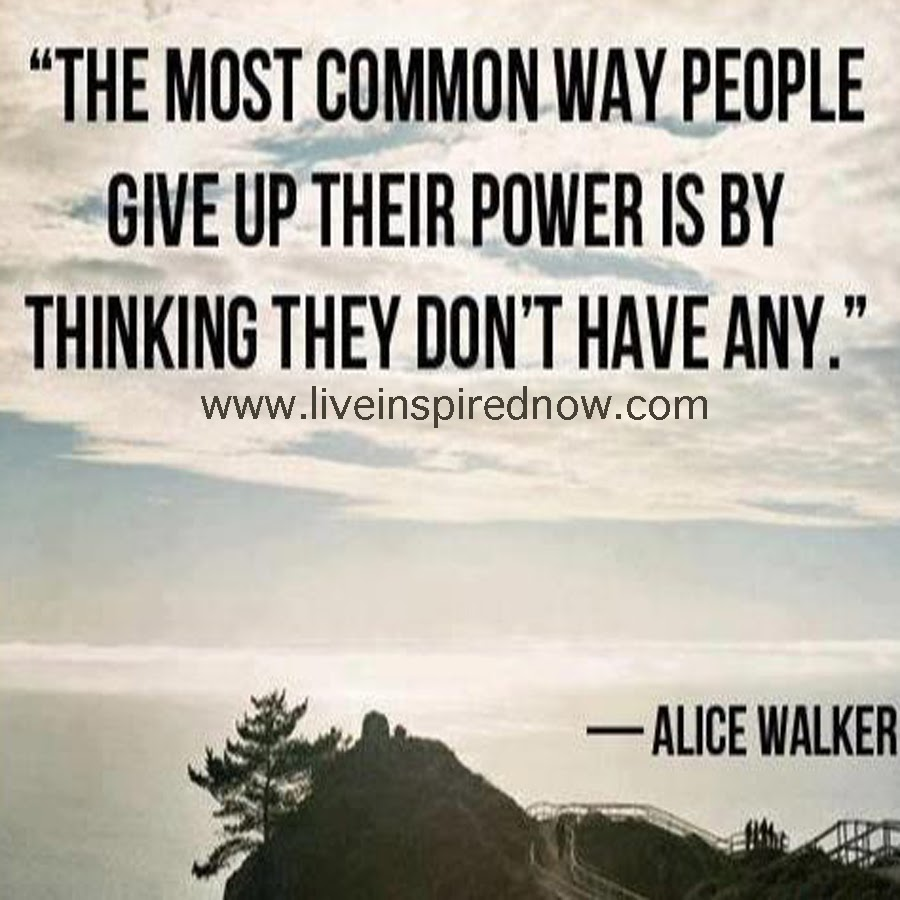 “THE MOST COMMON WAY PEOPLE
GIVE UP THEIR POWER IS BY
THINKING THEY DON’T HAVE ANY.”
www.liveinspirednow.com
— ALICE WALKER